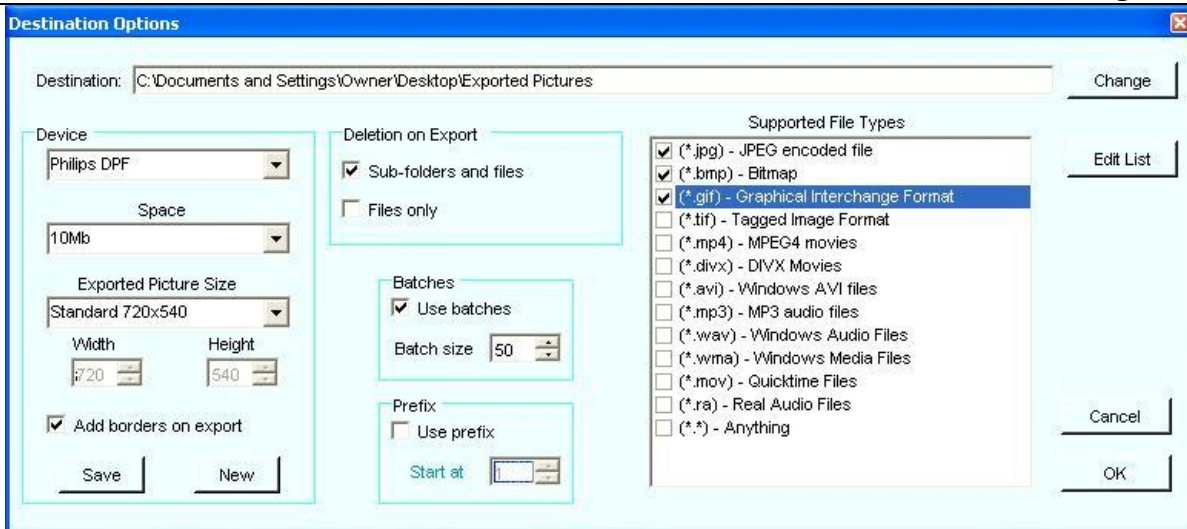 Destination Options
Destination: C:\Documents and Settings\Owner\Desktop\Exported Pictures
Change
Device
Philips DPF
Space
10Mb
Exported Picture Size
Standard 720x540
Width Height
720 540
Add borders on export
Save New
Deletion on Export
Sub-folders and files
Files only
Batches
Use batches
Batch size 50
Prefix
Use prefix
Start at 1
Supported File Types
(*.jpg) - JPEG encoded file
(*.bmp) - Bitmap
(*.gif) - Graphical Interchange Format
(*.tif) - Tagged Image Format
(*.mp4) - MPEG4 movies
(*.divx) - DIVX Movies
(*.avi) - Windows AVI files
(*.mp3) - MP3 audio files
(*.wav) - Windows Audio Files
(*.wma) - Windows Media Files
(*.mov) - Quicktime Files
(*.ra) - Real Audio Files
(*.*) - Anything
Edit List
Cancel
OK